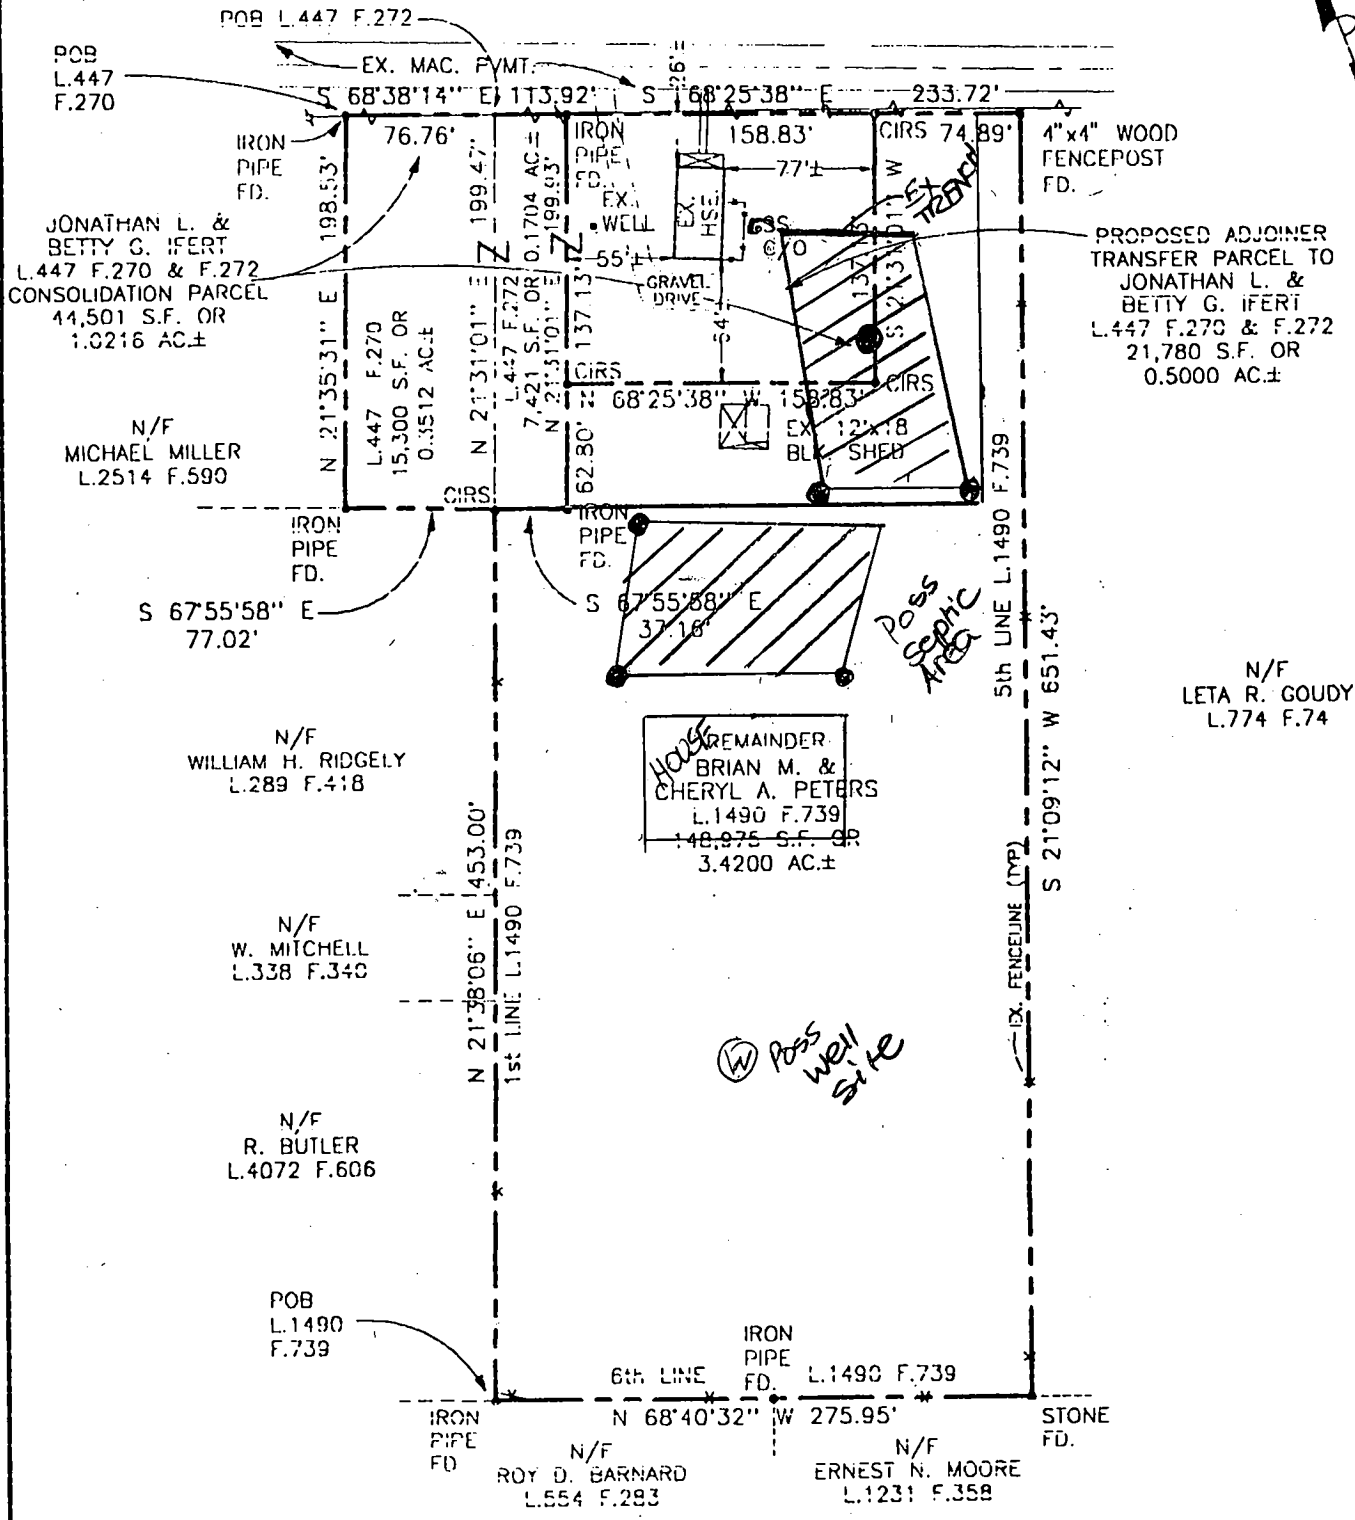 POB L.447 F.272
POB
L.447
F.270
EX. MAC. PVMT.
26'
S 68°38'14" E 113.92'
S 68°25'38" E 233.72'
IRON
PIPE
FD.
76.76'
IRON
PIPE
FD.
158.83'
CIRS
74.89'
4"x4" WOOD
FENCEPOST
FD.
77'±
EX.
WELL
EX.
HSE.
55'±
GRAVEL
DRIVE
EX
TRENCH
C/O
JONATHAN L. &
BETTY G. IFERT
L.447 F.270 & F.272
CONSOLIDATION PARCEL
44,501 S.F. OR
1.0216 AC.±
PROPOSED ADJOINER
TRANSFER PARCEL TO
JONATHAN L. &
BETTY G. IFERT
L.447 F.270 & F.272
21,780 S.F. OR
0.5000 AC.±
N 21°35'31" E 198.53'
L.447 F.270
15,300 S.F. OR
0.3512 AC.±
N 21°31'01" E 199.47'
L.447 F.272
7,421 S.F. OR 0.1704 AC.±
N 21°31'01" E 199.93'
137.13'
62.80'
CIRS
N 68°25'38" W 158.83'
CIRS
EX. 12'x18'
BLK SHED
N/F
MICHAEL MILLER
L.2514 F.590
CIRS
IRON
PIPE
FD.
IRON
PIPE
FD.
S 67°55'58" E
77.02'
S 67°55'58" E
37.16'
Poss
Septic
Area
5th LINE L.1490 F.739
S 21°09'12" W 651.43'
N/F
LETA R. GOUDY
L.774 F.74
N/F
WILLIAM H. RIDGELY
L.289 F.418
HOUSE
REMAINDER
BRIAN M. &
CHERYL A. PETERS
L.1490 F.739
148,975 S.F. OR
3.4200 AC.±
N 21°38'06" E 453.00'
1st LINE L.1490 F.739
EX. FENCELINE (TYP)
N/F
W. MITCHELL
L.338 F.340
W Poss
well
site
N/F
R. BUTLER
L.4072 F.606
POB
L.1490
F.739
6th LINE L.1490 F.739
IRON
PIPE
FD.
N 68°40'32" W 275.95'
IRON
PIPE
FD
STONE
FD.
N/F
ROY D. BARNARD
L.554 F.283
N/F
ERNEST N. MOORE
L.1231 F.358